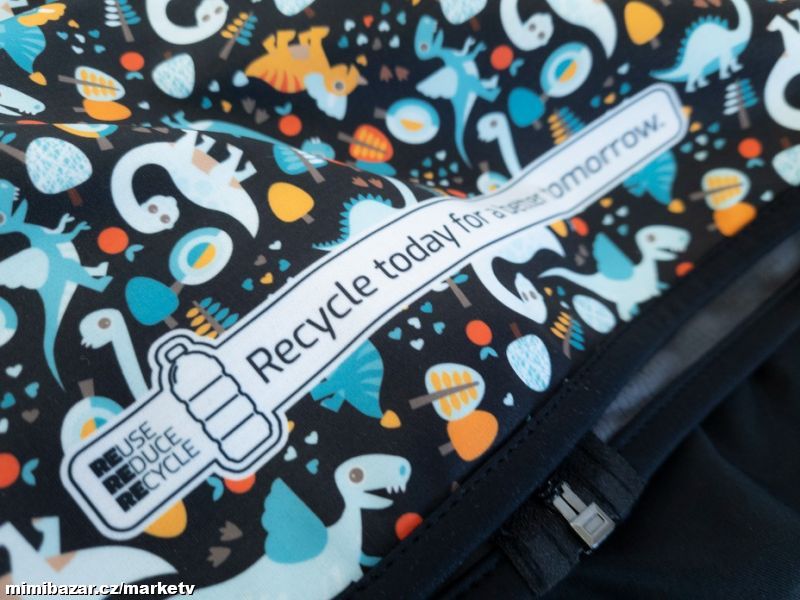 Recycle today for a better tomorrow.
REUSE
REDUCE
RECYCLE
mimibazar.cz/marketv